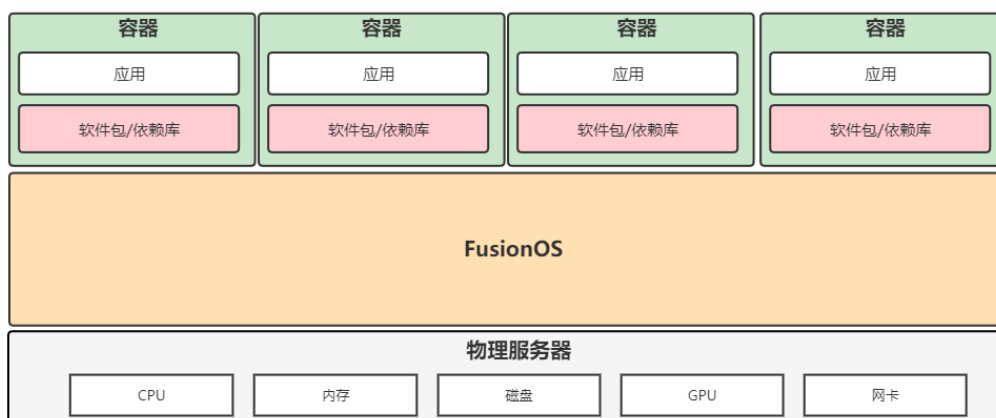 容器 容器 容器 容器
应用 应用 应用 应用
软件包/依赖库 软件包/依赖库 软件包/依赖库 软件包/依赖库
FusionOS
物理服务器
CPU 内存 磁盘 GPU 网卡